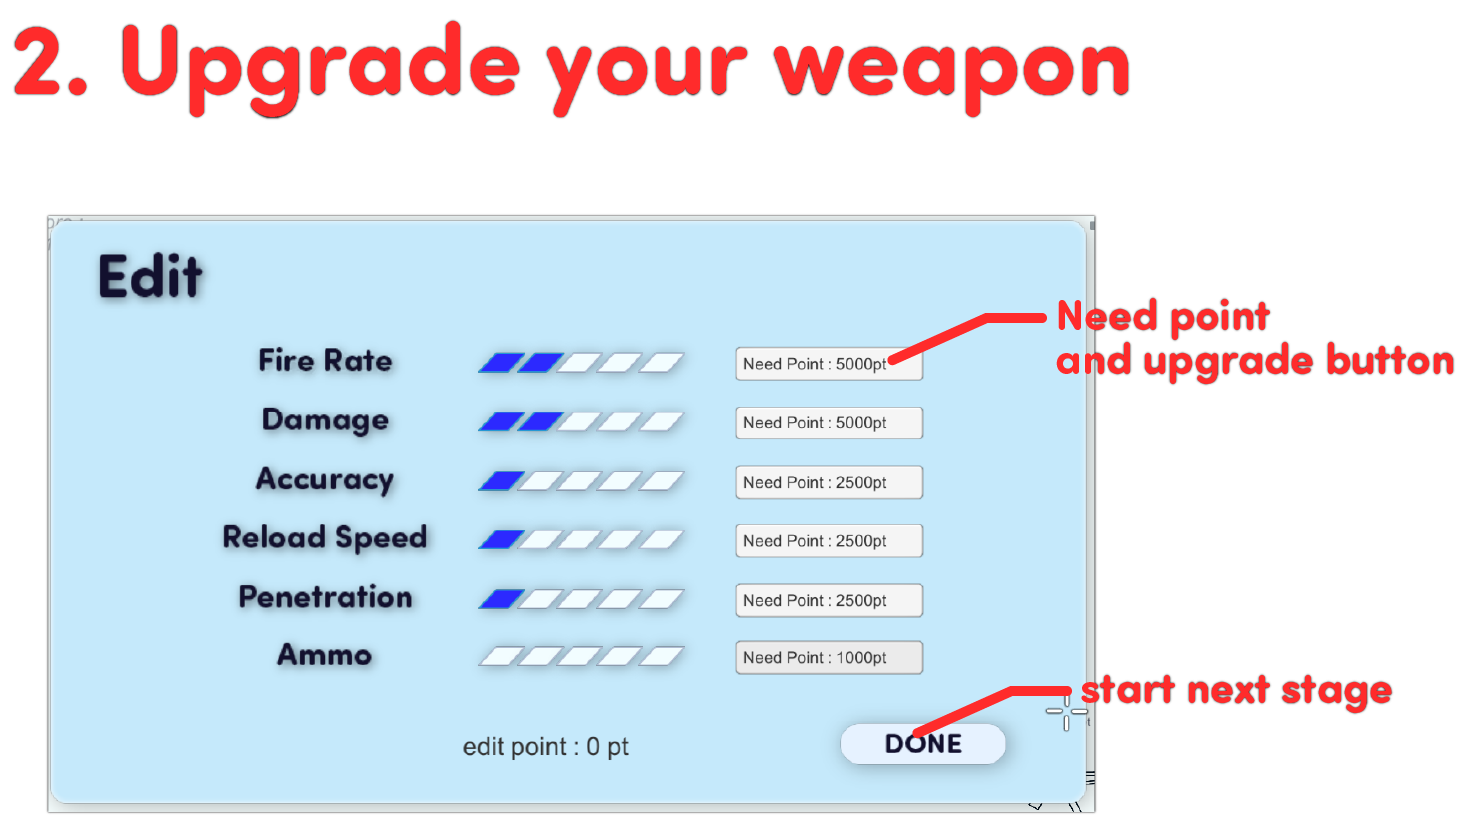 2. Upgrade your weapon
Edit
Fire Rate
Need Point : 5000pt
Need point
and upgrade button
Damage
Need Point : 5000pt
Accuracy
Need Point : 2500pt
Reload Speed
Need Point : 2500pt
Penetration
Need Point : 2500pt
Ammo
Need Point : 1000pt
start next stage
edit point : 0 pt
DONE